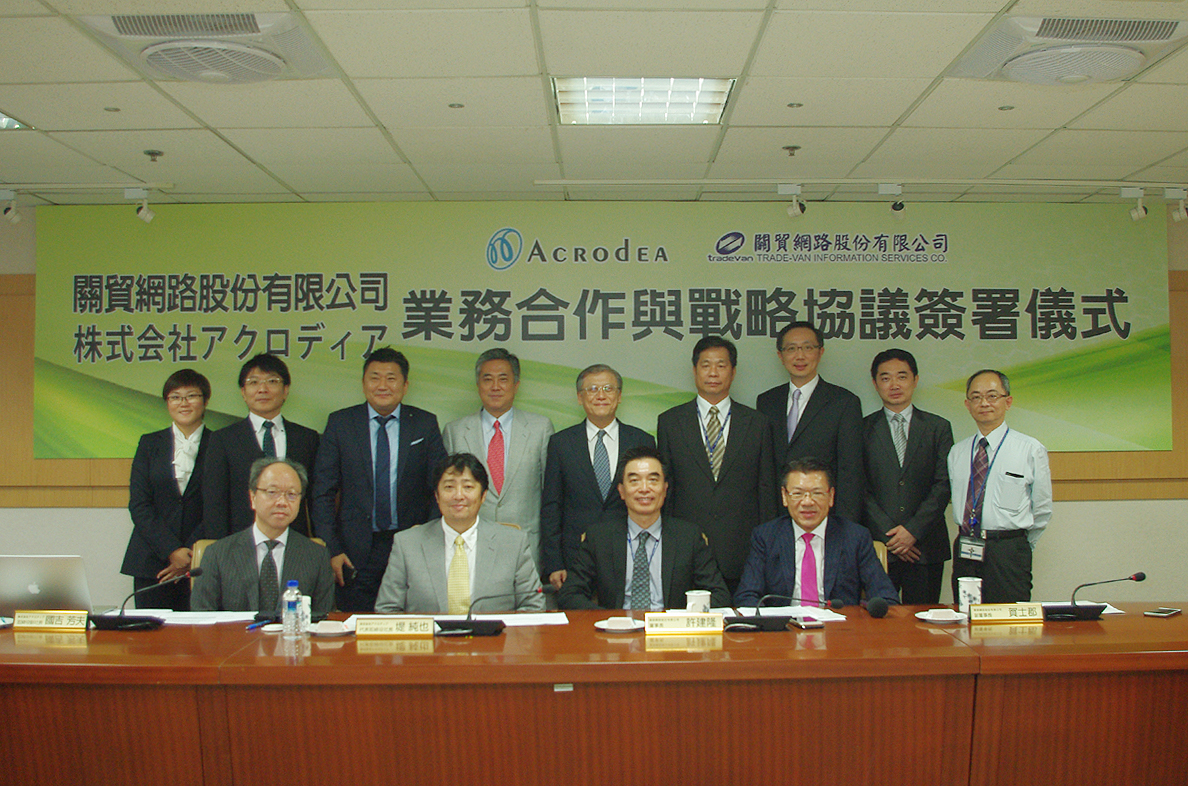 ACRODEA
tradevan 關貿網路股份有限公司
TRADE-VAN INFORMATION SERVICES CO.
關貿網路股份有限公司
株式会社アクロディア
業務合作與戰略協議簽署儀式
國吉 芳夫
堤 純也
許建隆
賀士郡